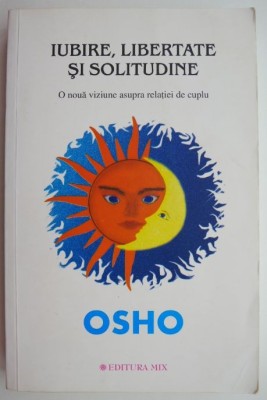 IUBIRE, LIBERTATE
ŞI SOLITUDINE
O nouă viziune asupra relaţiei de cuplu
OSHO
EDITURA MIX